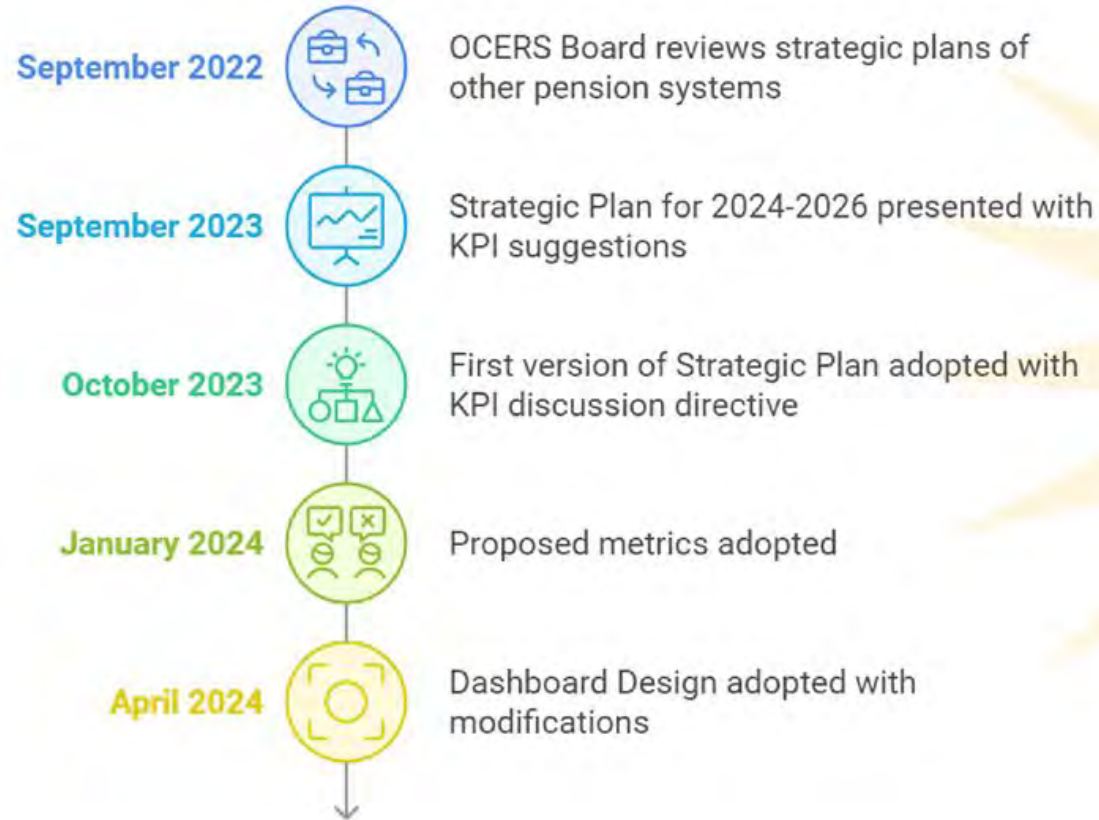 September 2022
OCERS Board reviews strategic plans of
other pension systems
September 2023
Strategic Plan for 2024-2026 presented with
KPI suggestions
October 2023
First version of Strategic Plan adopted with
KPI discussion directive
January 2024
Proposed metrics adopted
April 2024
Dashboard Design adopted with
modifications